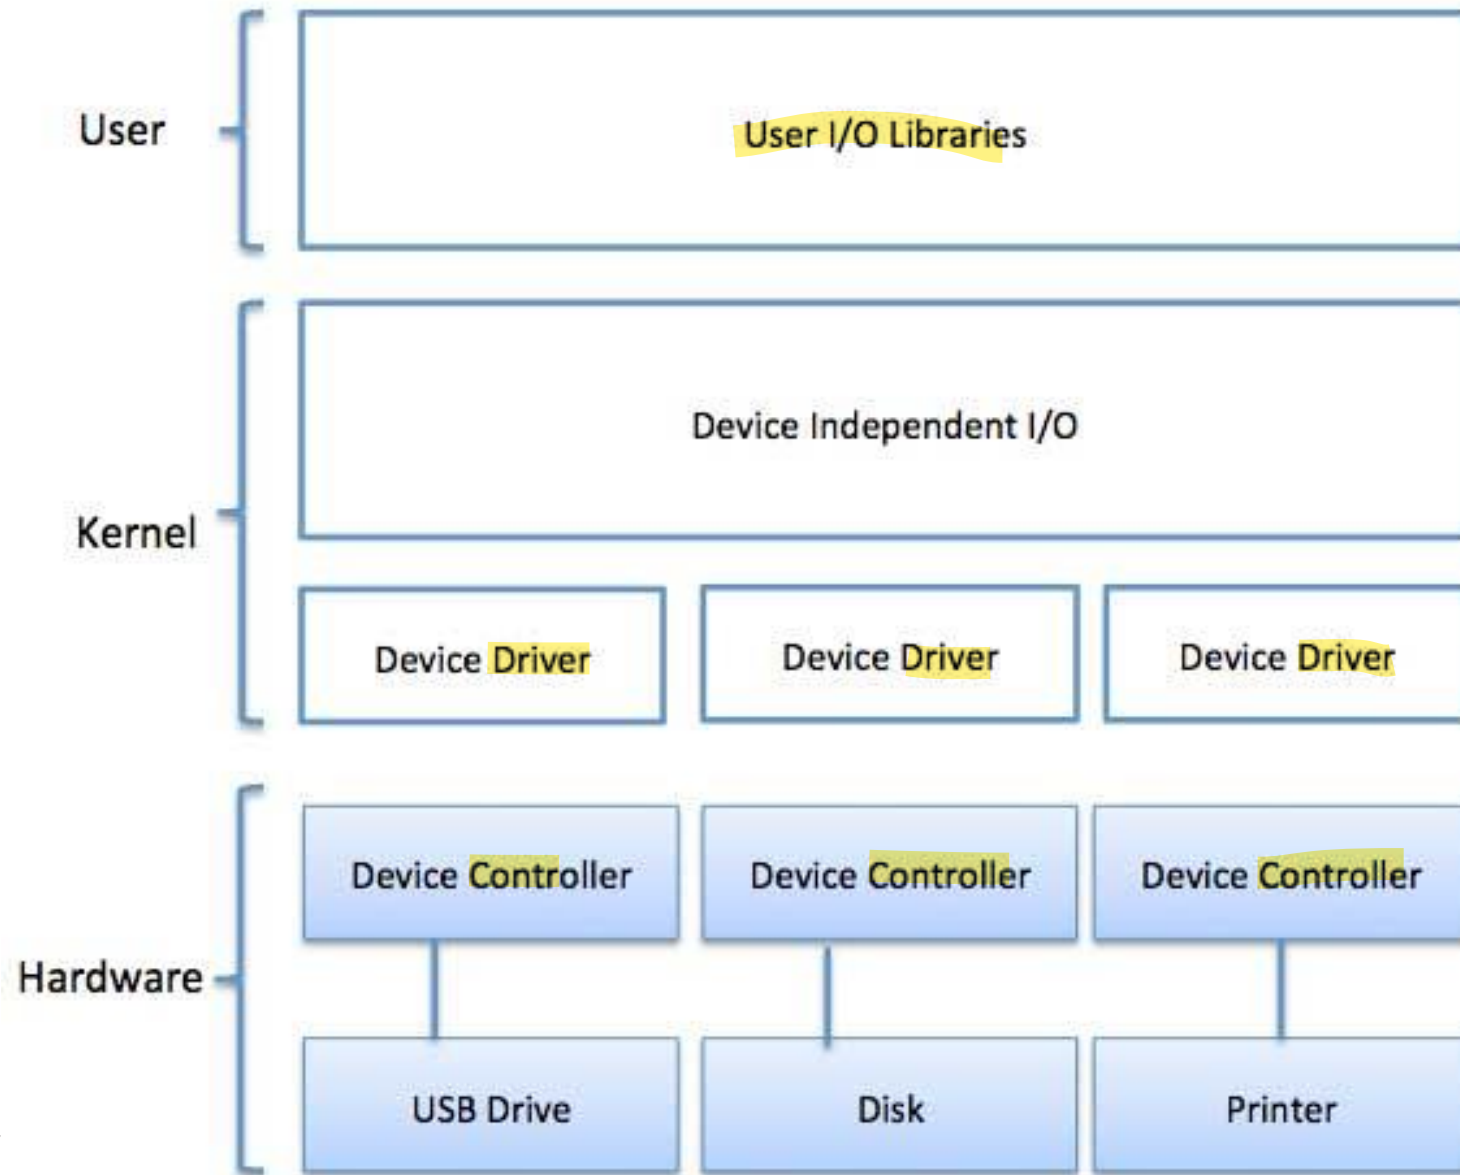 User
User I/O Libraries
Device Independent I/O
Kernel
Device Driver
Device Driver
Device Driver
Device Controller
Device Controller
Device Controller
Hardware
USB Drive
Disk
Printer